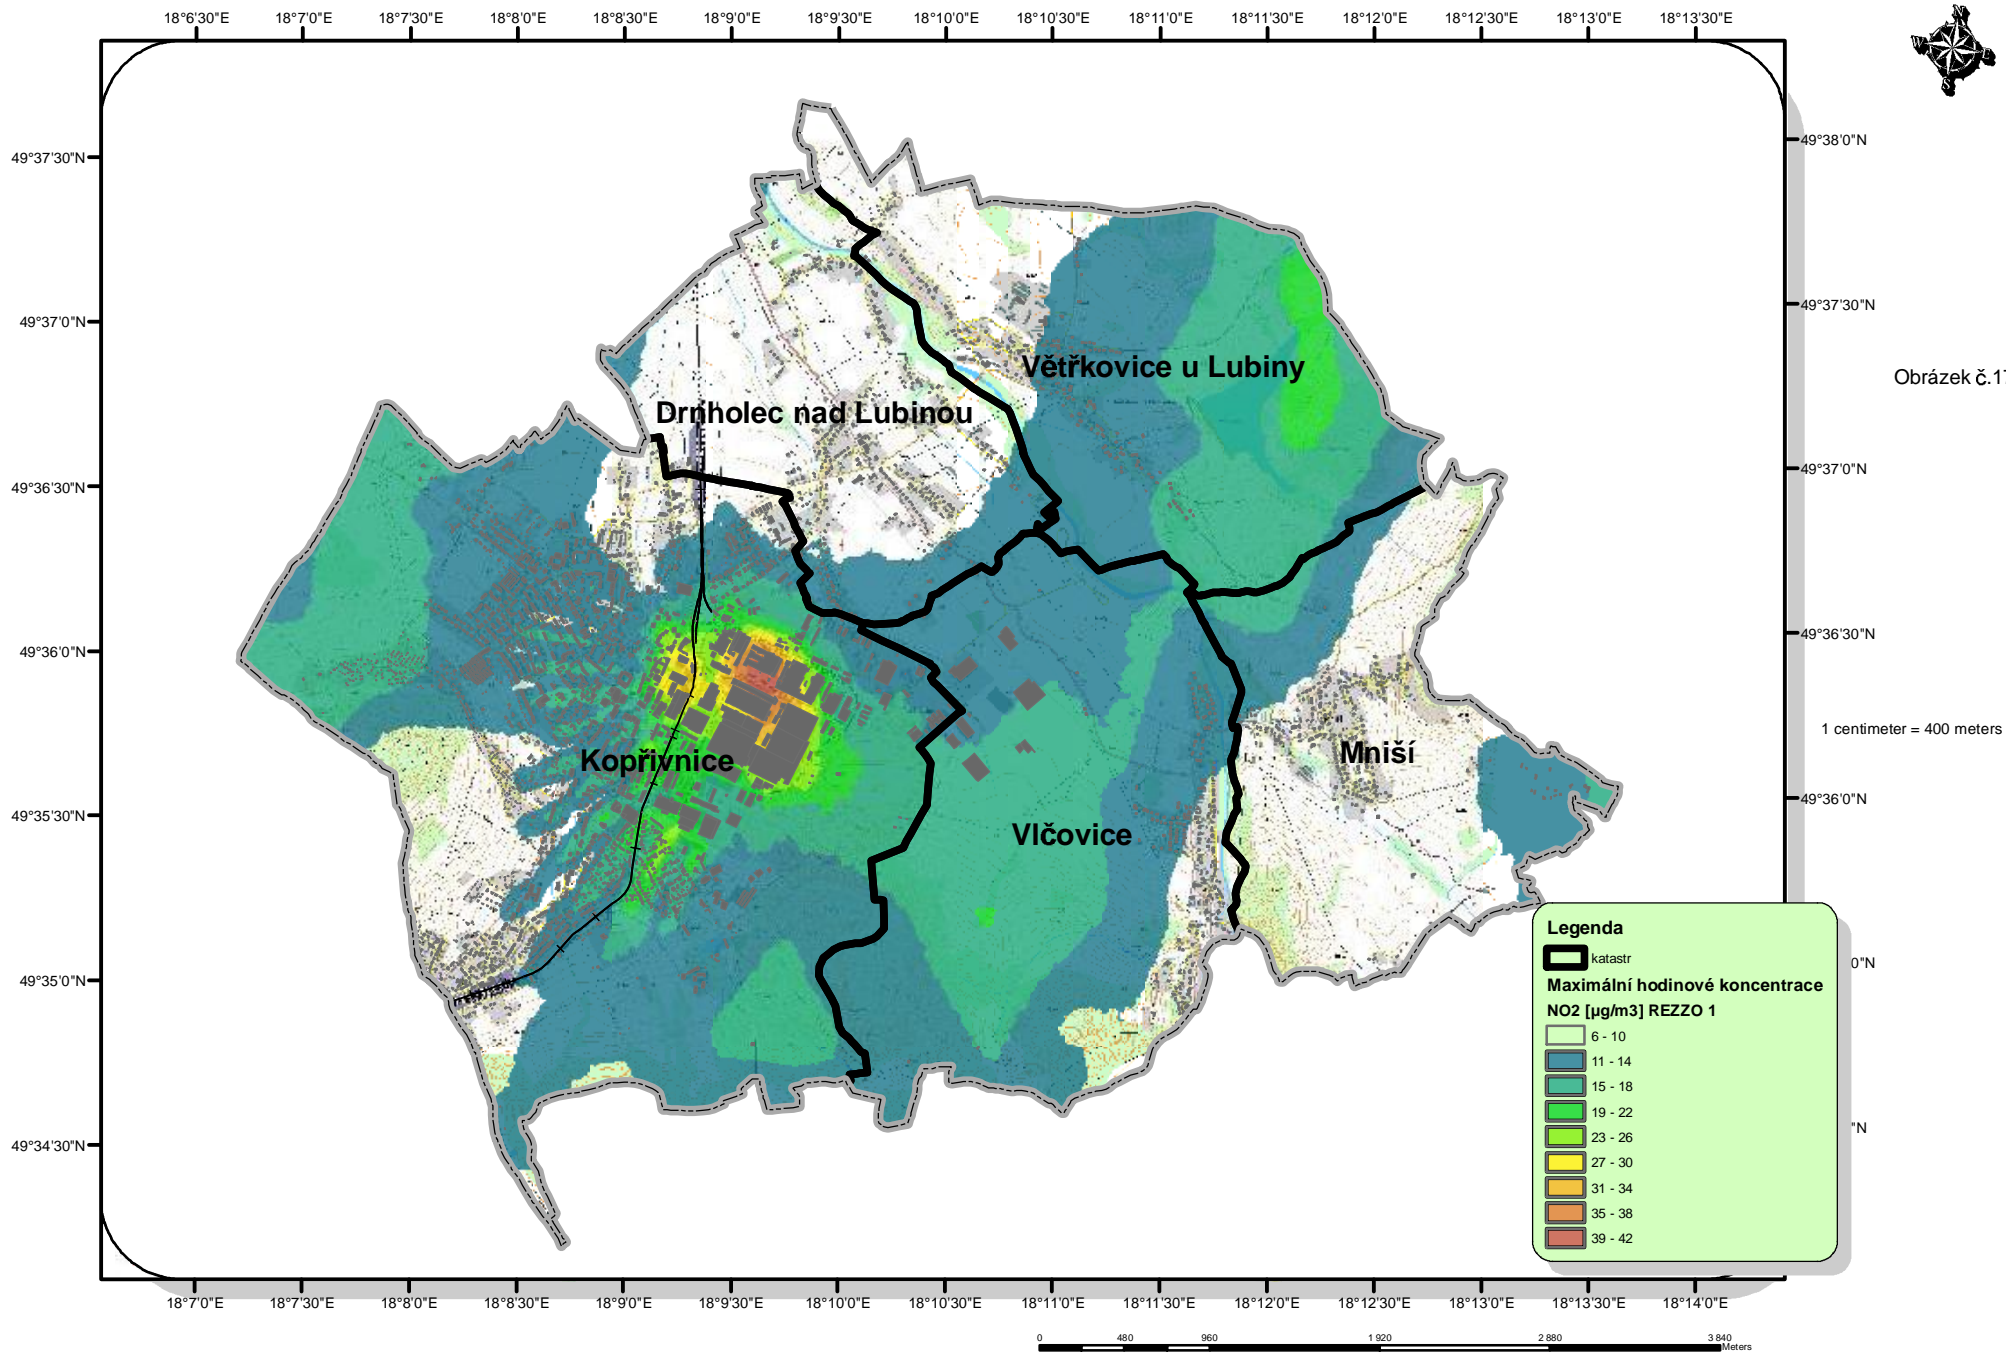 18°6'30"E 18°7'0"E 18°7'30"E 18°8'0"E 18°8'30"E 18°9'0"E 18°9'30"E 18°10'0"E 18°10'30"E 18°11'0"E 18°11'30"E 18°12'0"E 18°12'30"E 18°13'0"E 18°13'30"E
49°37'30"N
49°37'0"N
49°36'30"N
49°36'0"N
49°35'30"N
49°35'0"N
49°34'30"N
Větřkovice u Lubiny
Drnholec nad Lubinou
Kopřivnice
Mniší
Vlčovice
49°38'0"N
49°37'30"N
49°37'0"N
49°36'30"N
49°36'0"N
0"N
"N
Obrázek č.17
1 centimeter = 400 meters
Legenda
katastr
Maximální hodinové koncentrace
NO2 [µg/m3] REZZO 1
6 - 10
11 - 14
15 - 18
19 - 22
23 - 26
27 - 30
31 - 34
35 - 38
39 - 42
18°7'0"E 18°7'30"E 18°8'0"E 18°8'30"E 18°9'0"E 18°9'30"E 18°10'0"E 18°10'30"E 18°11'0"E 18°11'30"E 18°12'0"E 18°12'30"E 18°13'0"E 18°13'30"E 18°14'0"E
0 480 960 1 920 2 880 3 840
Meters